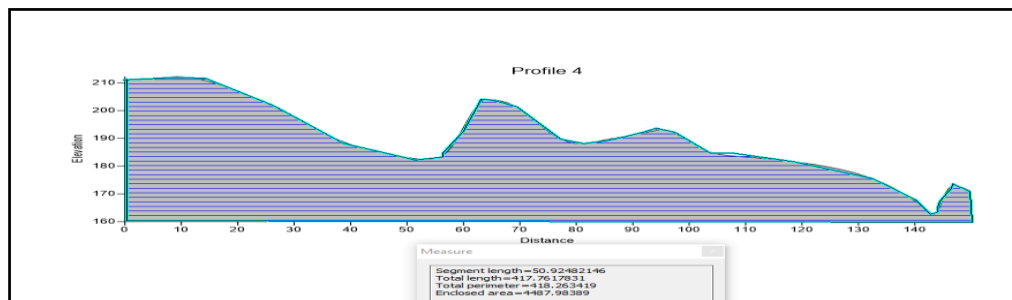 Profile 4
210
200
190
180
170
160
Elevation
0 10 20 30 40 50 60 70 80 90 100 110 120 130 140
Distance
Measure
Segment length=50.92482146
Total length=417.7617831
Total perimeter=418.263419
Enclosed area=4487.98389